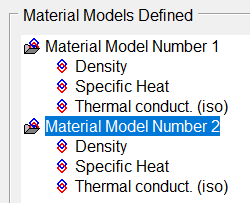 Material Models Defined
Material Model Number 1
Density
Specific Heat
Thermal conduct. (iso)
Material Model Number 2
Density
Specific Heat
Thermal conduct. (iso)